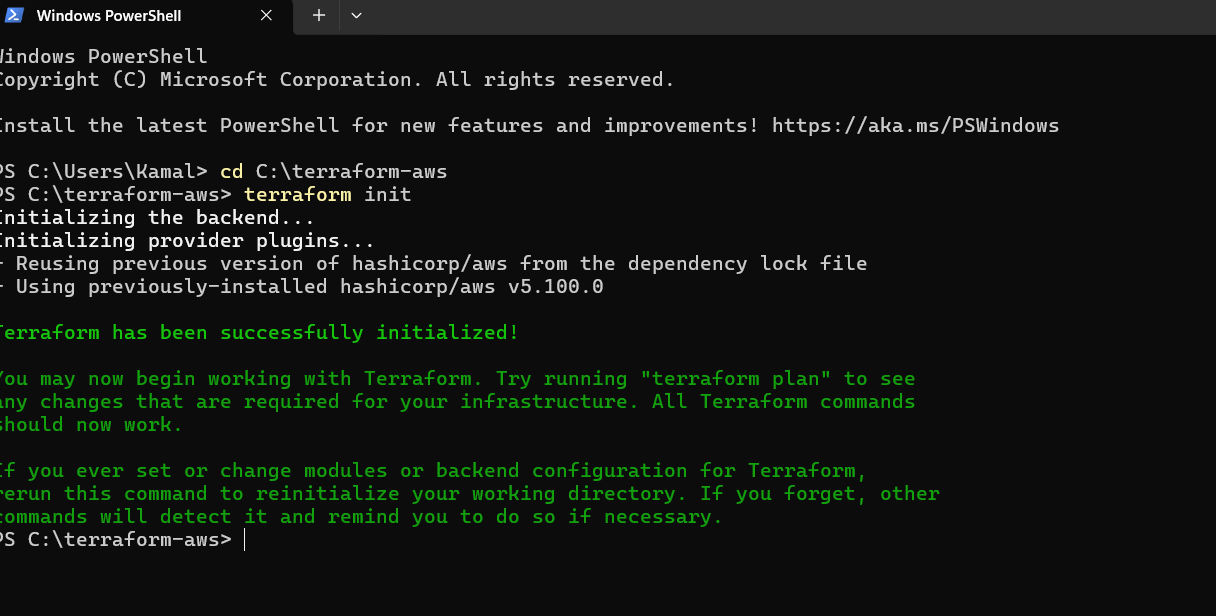 Windows PowerShell
Windows PowerShell
Copyright (C) Microsoft Corporation. All rights reserved.
Install the latest PowerShell for new features and improvements! https://aka.ms/PSWindows
PS C:\Users\Kamal> cd C:\terraform-aws
PS C:\terraform-aws> terraform init
Initializing the backend...
Initializing provider plugins...
- Reusing previous version of hashicorp/aws from the dependency lock file
- Using previously-installed hashicorp/aws v5.100.0
Terraform has been successfully initialized!
You may now begin working with Terraform. Try running "terraform plan" to see
any changes that are required for your infrastructure. All Terraform commands
should now work.
If you ever set or change modules or backend configuration for Terraform,
rerun this command to reinitialize your working directory. If you forget, other
commands will detect it and remind you to do so if necessary.
PS C:\terraform-aws>